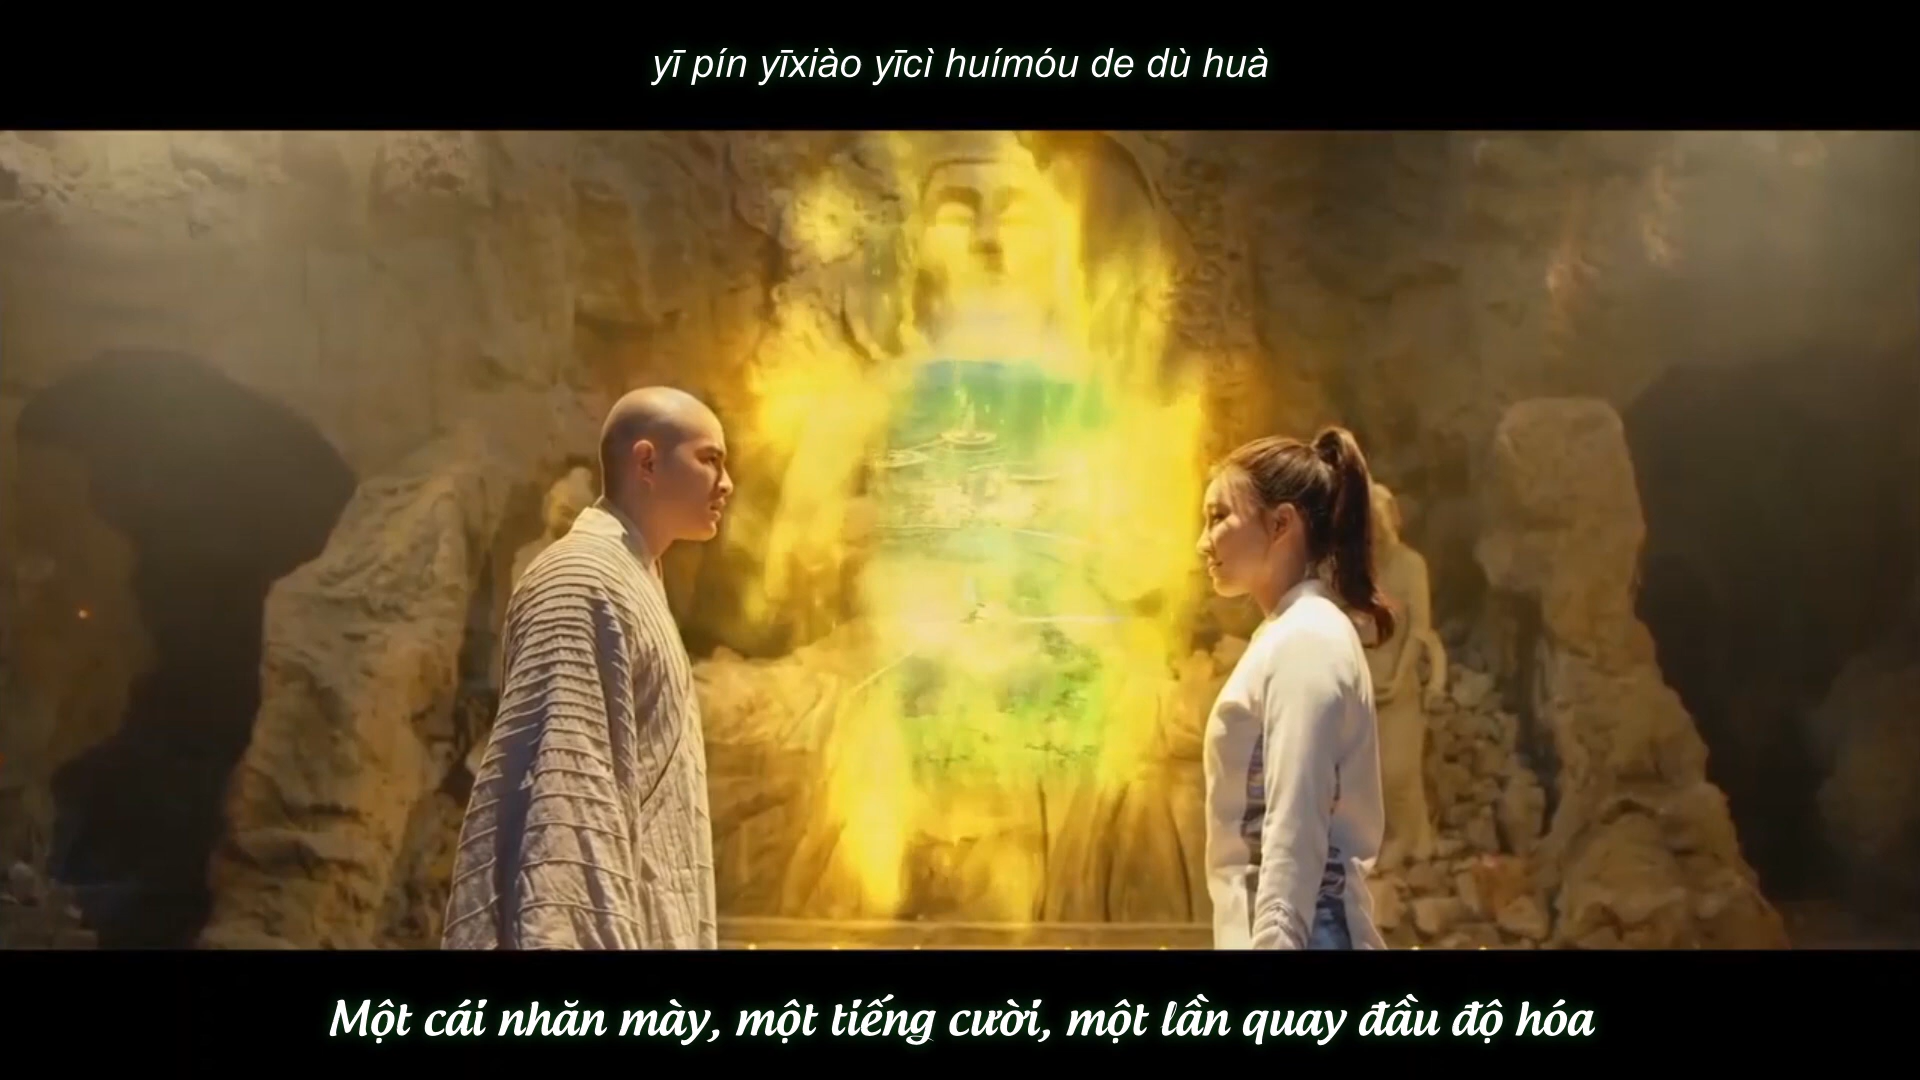 yī pín yīxiào yīcì huímóu de dù huà
Một cái nhăn mày, một tiếng cười, một lần quay đầu độ hóa